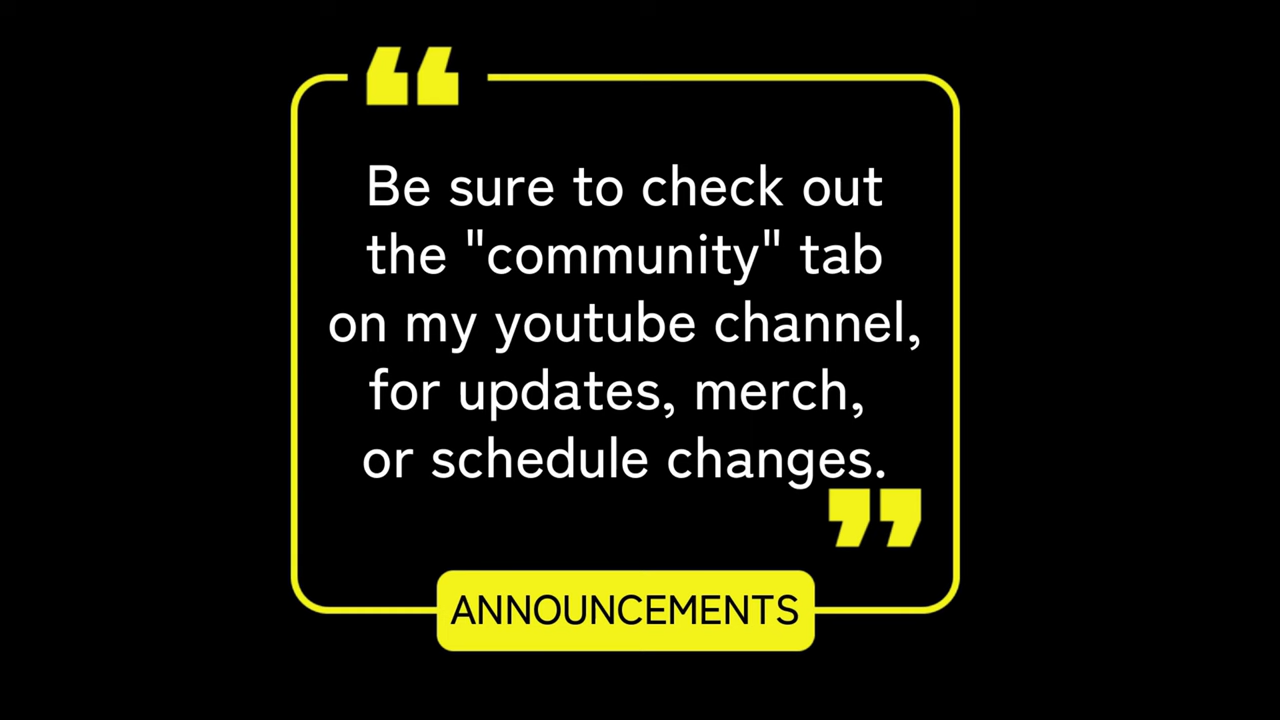 Be sure to check out
the "community" tab
on my youtube channel,
for updates, merch,
or schedule changes.
ANNOUNCEMENTS